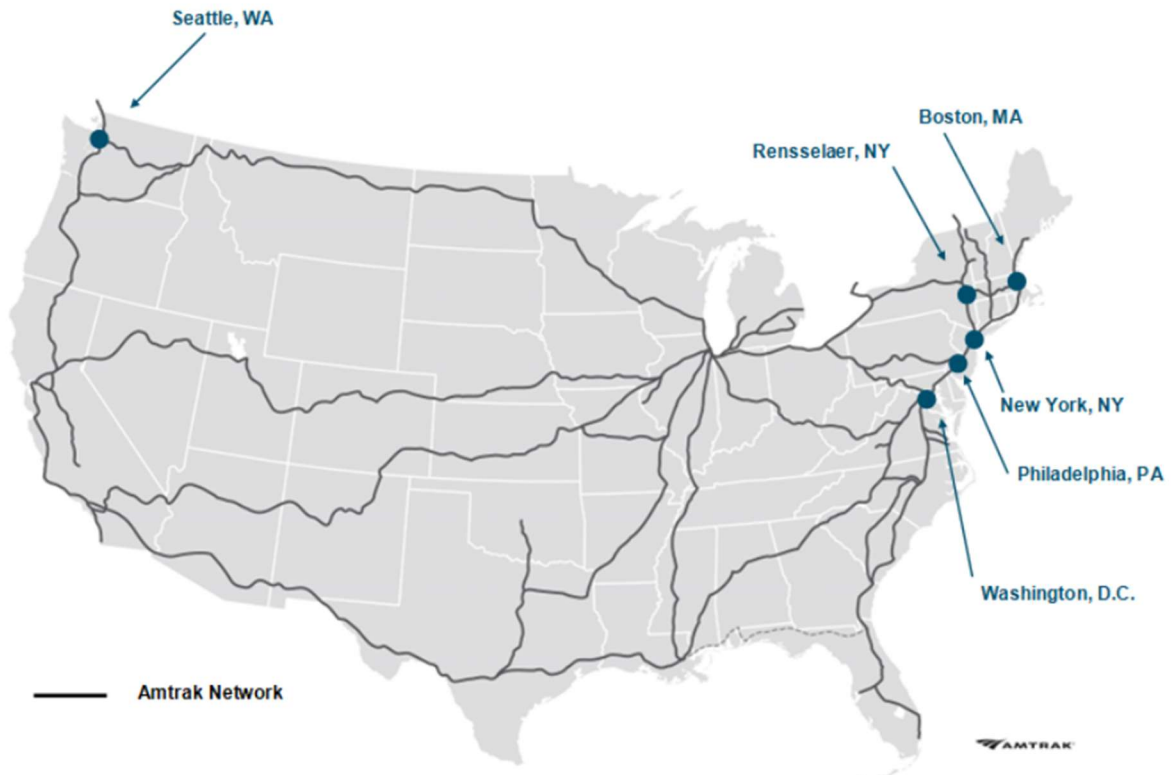 Seattle, WA
Boston, MA
Rensselaer, NY
New York, NY
Philadelphia, PA
Washington, D.C.
Amtrak Network
AMTRAK